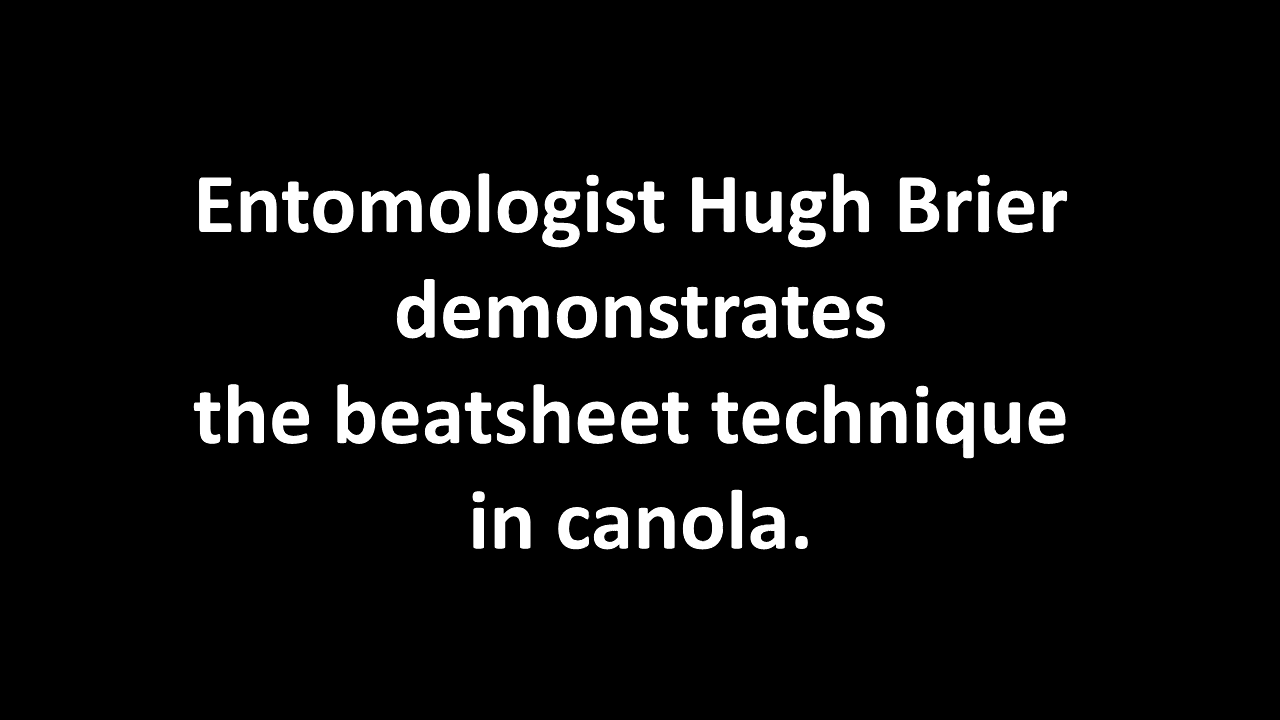 Entomologist Hugh Brier
demonstrates
the beatsheet technique
in canola.